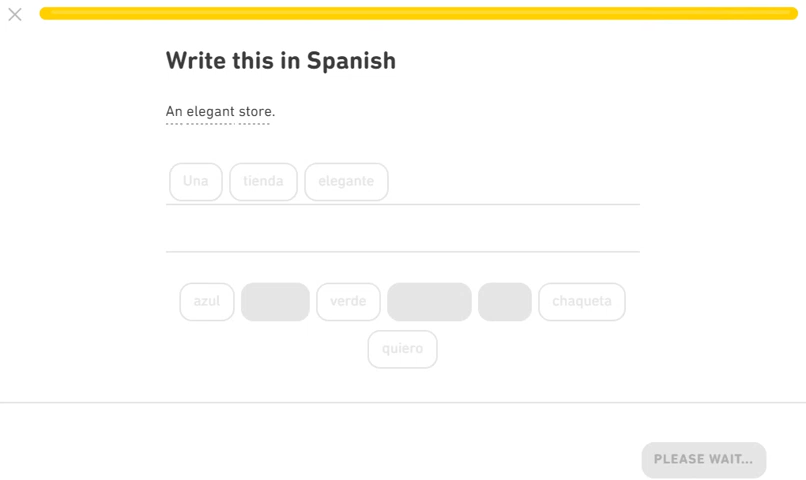 Write this in Spanish
An elegant store.
Una tienda elegante
azul verde chaqueta
quiero
PLEASE WAIT...